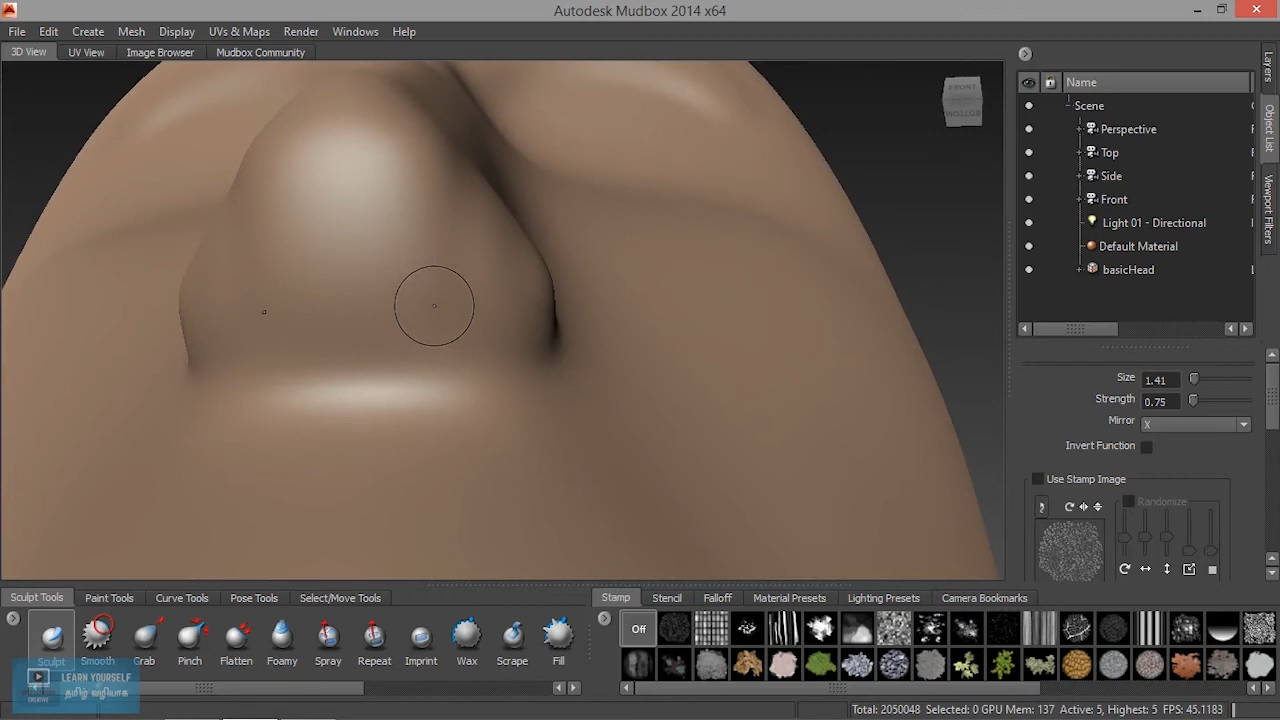 Autodesk Mudbox 2014 x64
File Edit Create Mesh Display UVs & Maps Render Windows Help
3D View UV View Image Browser Mudbox Community
FRONT
BOTTOM
Name
Scene
Perspective
Top
Side
Front
Light 01 - Directional
Default Material
basicHead
Layers
Object List
Viewport Filters
Size 1.41
Strength 0.75
Mirror X
Invert Function
Use Stamp Image
Randomize
Sculpt Tools Paint Tools Curve Tools Pose Tools Select/Move Tools
Stamp Stencil Falloff Material Presets Lighting Presets Camera Bookmarks
Off
Sculpt Smooth Grab Pinch Flatten Foamy Spray Repeat Imprint Wax Scrape Fill
LEARN YOURSELF
தமிழ் வழியாக
CREATIVE
Total: 2050048 Selected: 0 GPU Mem: 137 Active: 5, Highest: 5 FPS: 45.1183